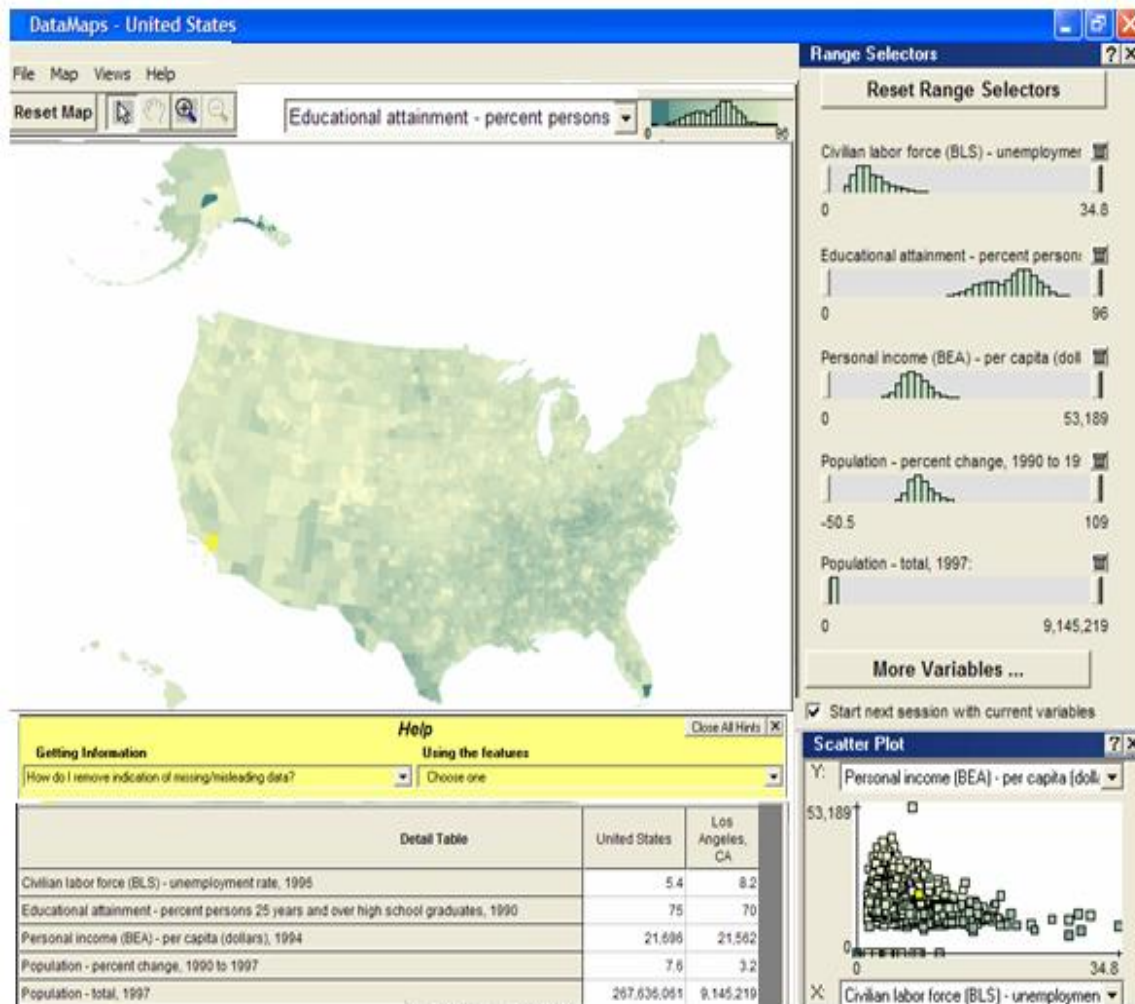 DataMaps - United States
File Map Views Help
Reset Map
Educational attainment - percent persons
0 96
Range Selectors
Reset Range Selectors
Civilian labor force (BLS) - unemploymer
0 34.8
Educational attainment - percent person:
0 96
Personal income (BEA) - per capita (doll
0 53,189
Population - percent change, 1990 to 19
-50.5 109
Population - total, 1997:
0 9,145,219
More Variables ...
Start next session with current variables
Help
Close All Hints X
Getting Information Using the features
How do I remove indication of missing/misleading data? Choose one
Detail Table United States Los Angeles, CA
Civilian labor force (BLS) - unemployment rate, 1996 5.4 8.2
Educational attainment - percent persons 25 years and over high school graduates, 1990 75 70
Personal income (BEA) - per capita (dollars), 1994 21,696 21,562
Population - percent change, 1990 to 1997 7.6 3.2
Population - total, 1997 267,636,061 9,145,219
Scatter Plot
Y: Personal income (BEA) - per capita (doll
53,189
0
0 34.8
X: Civilian labor force (BLS) - unemploymen